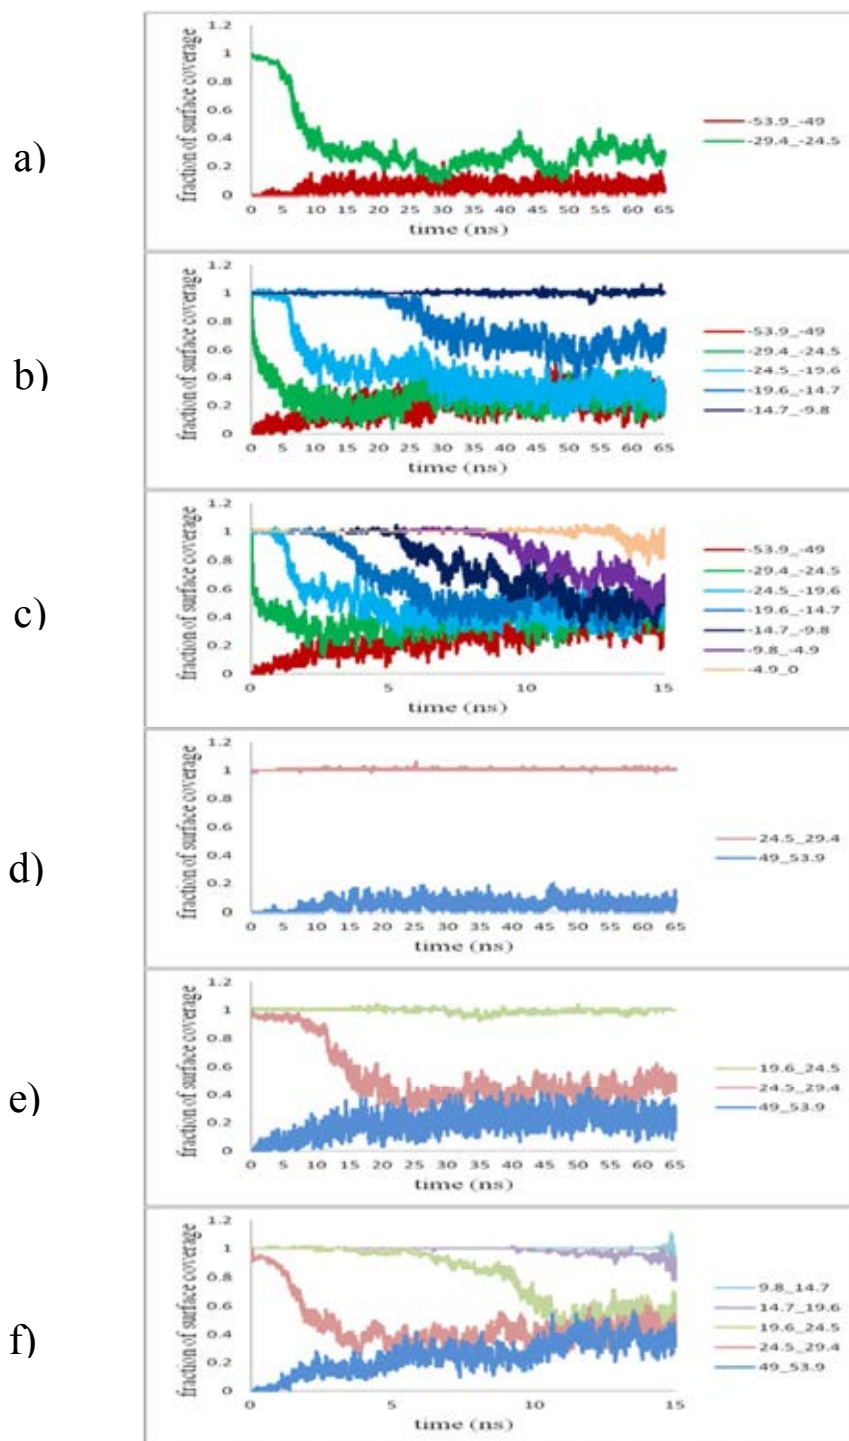 a)
fraction of surface coverage
1.2
1
0.8
0.6
0.4
0.2
0
0 5 10 15 20 25 30 35 40 45 50 55 60 65
time (ns)
-53.9_-49
-29.4_-24.5
b)
fraction of surface coverage
1.2
1
0.8
0.6
0.4
0.2
0
0 5 10 15 20 25 30 35 40 45 50 55 60 65
time (ns)
-53.9_-49
-29.4_-24.5
-24.5_-19.6
-19.6_-14.7
-14.7_-9.8
c)
fraction of surface coverage
1.2
1
0.8
0.6
0.4
0.2
0
0 5 10 15
time (ns)
-53.9_-49
-29.4_-24.5
-24.5_-19.6
-19.6_-14.7
-14.7_-9.8
-9.8_-4.9
-4.9_0
d)
fraction of surface coverage
1.2
1
0.8
0.6
0.4
0.2
0
0 5 10 15 20 25 30 35 40 45 50 55 60 65
time (ns)
24.5_29.4
49_53.9
e)
fraction of surface coverage
1.2
1
0.8
0.6
0.4
0.2
0
0 5 10 15 20 25 30 35 40 45 50 55 60 65
time (ns)
19.6_24.5
24.5_29.4
49_53.9
f)
fraction of surface coverage
1.2
1
0.8
0.6
0.4
0.2
0
0 5 10 15
time (ns)
9.8_14.7
14.7_19.6
19.6_24.5
24.5_29.4
49_53.9